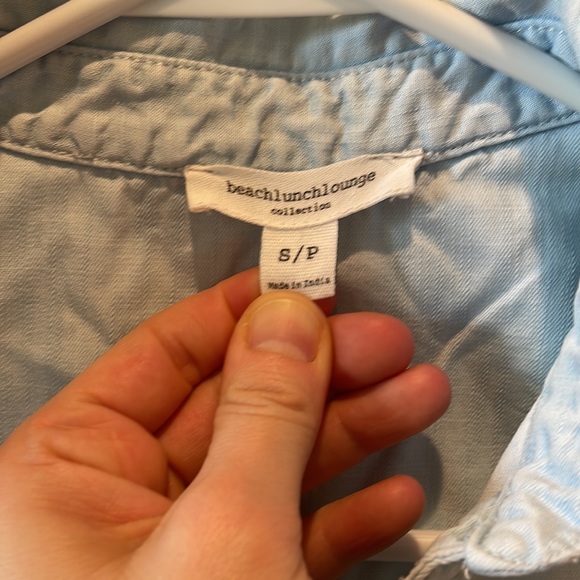 beachlunchlounge
collection
S/P
Made in India